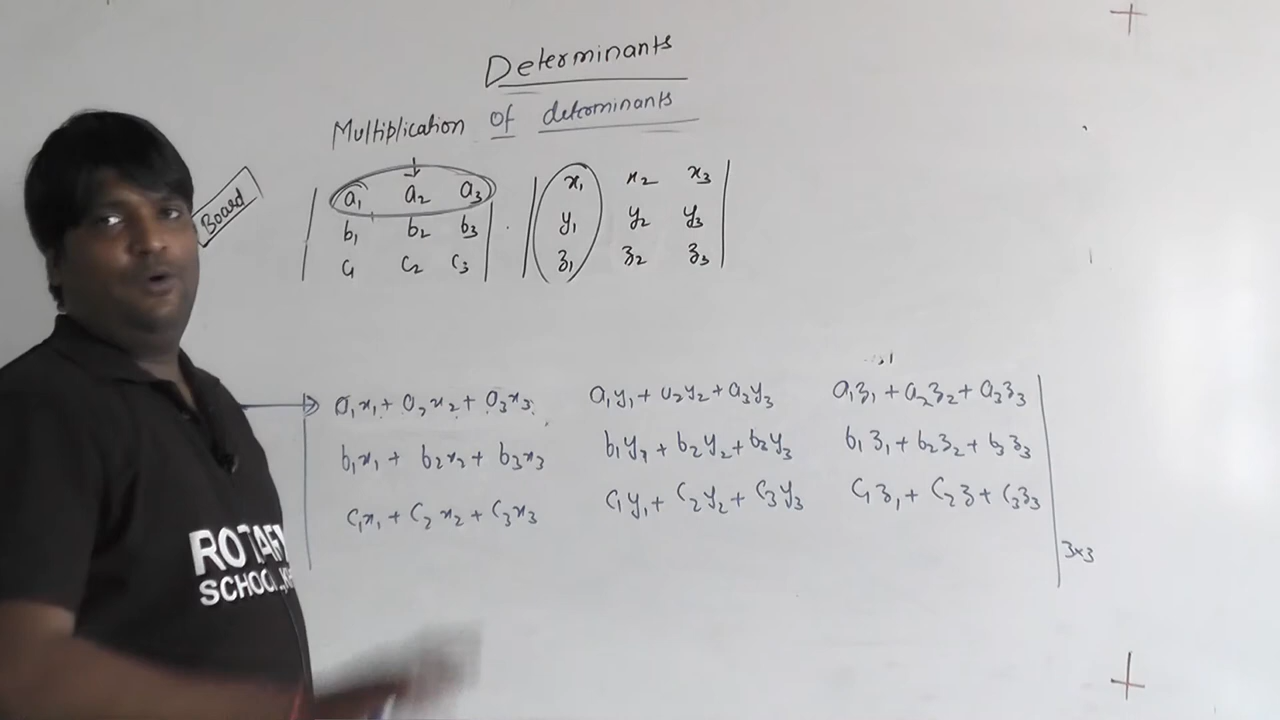 Determinants
Multiplication of determinants
Board
| a₁ a₂ a₃ | . | x₁ x₂ x₃ |
| b₁ b₂ b₃ | | y₁ y₂ y₃ |
| c₁ c₂ c₃ | | z₁ z₂ z₃ |
a₁x₁ + a₂x₂ + a₃x₃ a₁y₁ + a₂y₂ + a₃y₃ a₁z₁ + a₂z₂ + a₃z₃
b₁x₁ + b₂x₂ + b₃x₃ b₁y₁ + b₂y₂ + b₃y₃ b₁z₁ + b₂z₂ + b₃z₃
c₁x₁ + c₂x₂ + c₃x₃ c₁y₁ + c₂y₂ + c₃y₃ c₁z₁ + c₂z + c₃z₃
3×3
ROTARY
SCHOOL